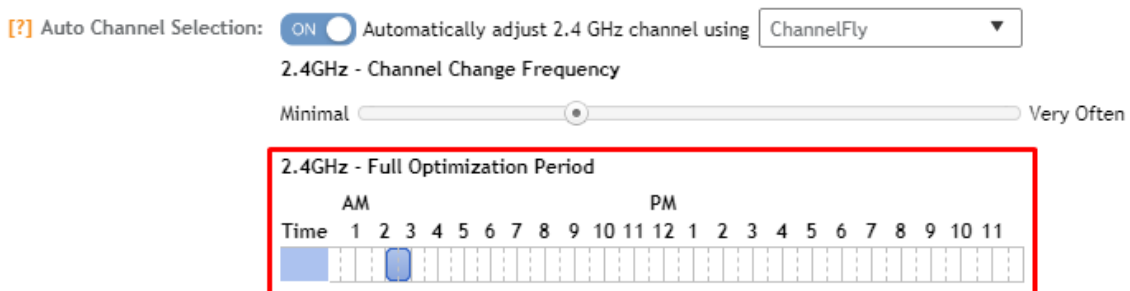 [?] Auto Channel Selection: ON Automatically adjust 2.4 GHz channel using ChannelFly
2.4GHz - Channel Change Frequency
Minimal Very Often
2.4GHz - Full Optimization Period
AM PM
Time 1 2 3 4 5 6 7 8 9 10 11 12 1 2 3 4 5 6 7 8 9 10 11